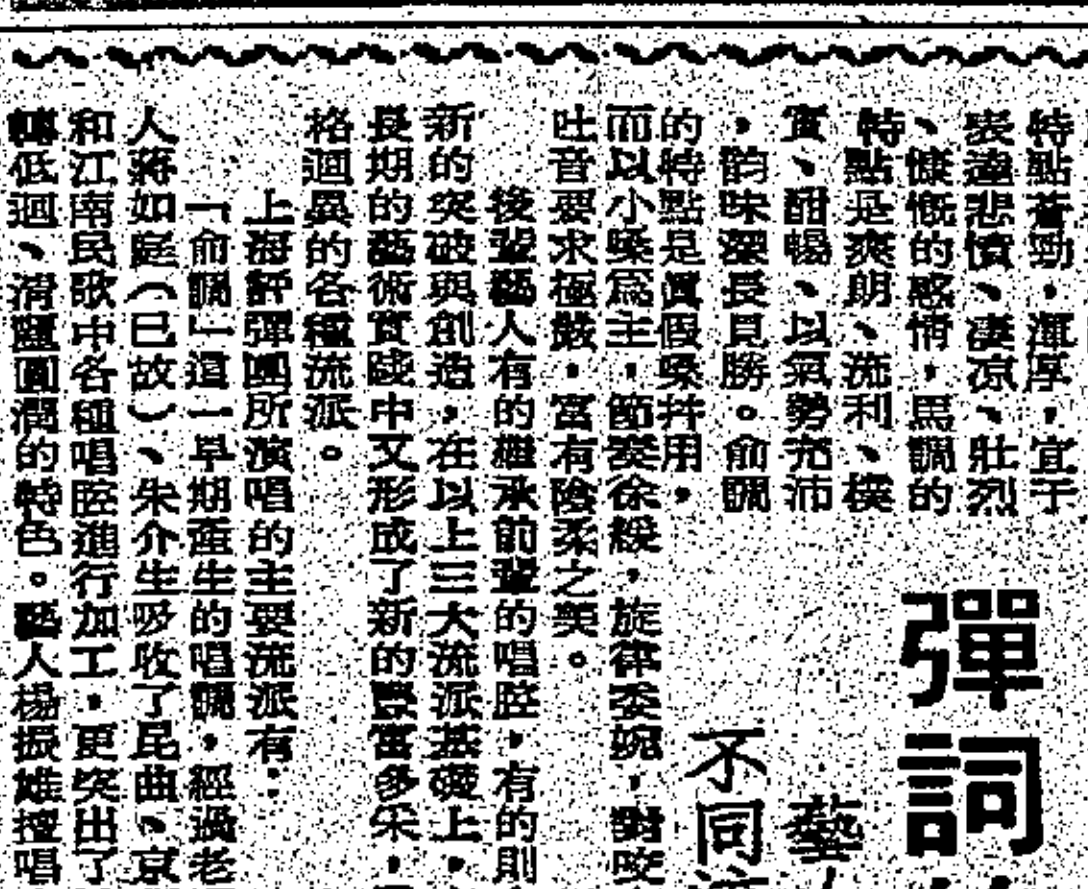 特點蒼勁，渾厚，宜于
表達悲憤、凄凉、壯烈
、慷慨的感情，馬調的
特點是爽朗、流利、樸
實、酣暢、以氣勢充沛
，韵味深長見勝。俞調
的特點是眞假嗓幷用，
而以小嗓爲主，節奏徐緩，旋律委婉，對咬
吐音要求極嚴，富有陰柔之美。
後輩藝人有的繼承前輩的唱腔，有的則
新的突破與創造，在以上三大流派基礎上，
長期的藝術實踐中又形成了新的豐富多采，
格迥異的各種流派。
上海評彈團所演唱的主要流派有：
「俞調」這一早期產生的唱調，經過老
人蔣如庭（已故）、朱介生吸收了昆曲、京
和江南民歌中各種唱腔進行加工，更突出了
低迴、滑圓潤的特色。藝人楊振雄擅唱
彈詞
藝
不同